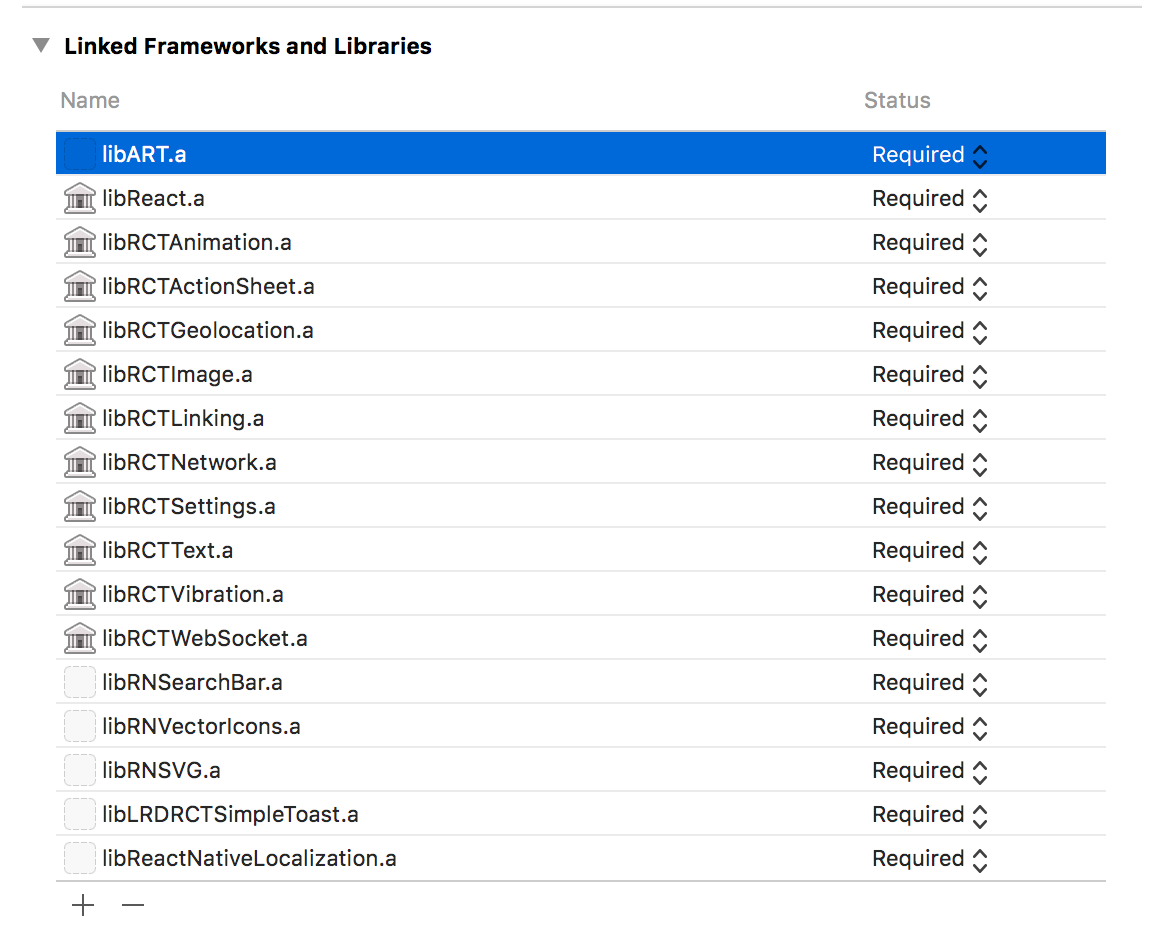 Linked Frameworks and Libraries
Name Status
libART.a Required
libReact.a Required
libRCTAnimation.a Required
libRCTActionSheet.a Required
libRCTGeolocation.a Required
libRCTImage.a Required
libRCTLinking.a Required
libRCTNetwork.a Required
libRCTSettings.a Required
libRCTText.a Required
libRCTVibration.a Required
libRCTWebSocket.a Required
libRNSearchBar.a Required
libRNVectorIcons.a Required
libRNSVG.a Required
libLRDRCTSimpleToast.a Required
libReactNativeLocalization.a Required